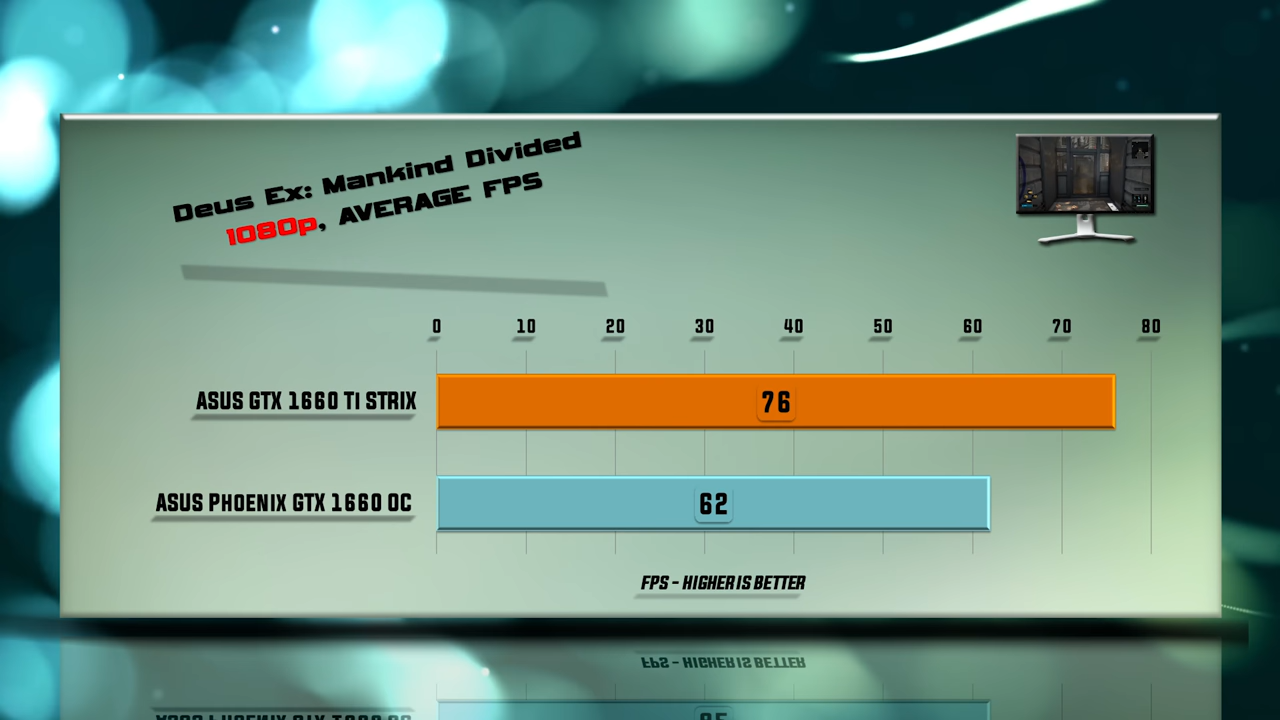 Deus Ex: Mankind Divided
1080p, AVERAGE FPS
0 10 20 30 40 50 60 70 80
ASUS GTX 1660 TI STRIX 76
ASUS PHOENIX GTX 1660 OC 62
FPS - HIGHER IS BETTER